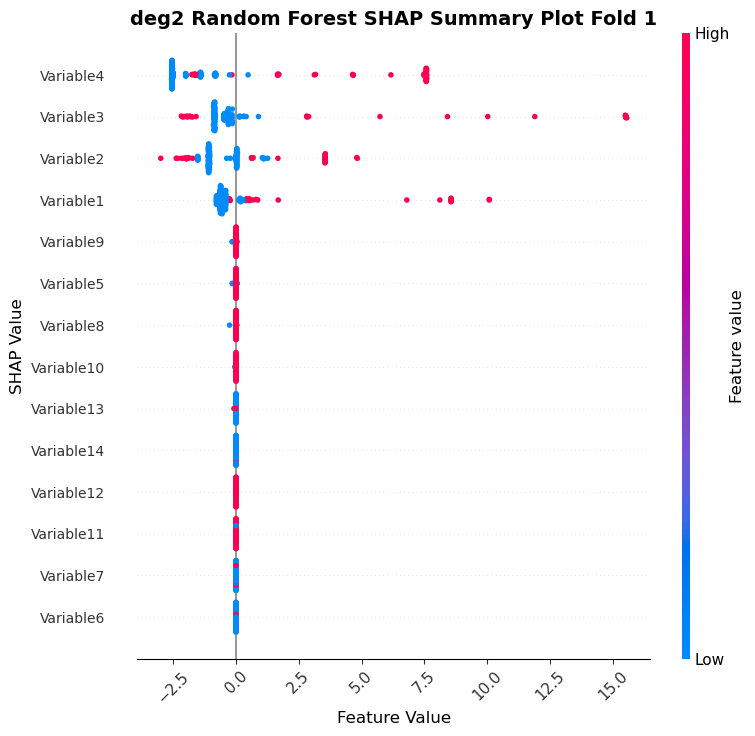 deg2 Random Forest SHAP Summary Plot Fold 1
High
Variable4
Variable3
Variable2
Variable1
Variable9
Variable5
Variable8
Variable10
Variable13
Variable14
Variable12
Variable11
Variable7
Variable6
SHAP Value
Feature value
Low
−2.5 0.0 2.5 5.0 7.5 10.0 12.5 15.0
Feature Value